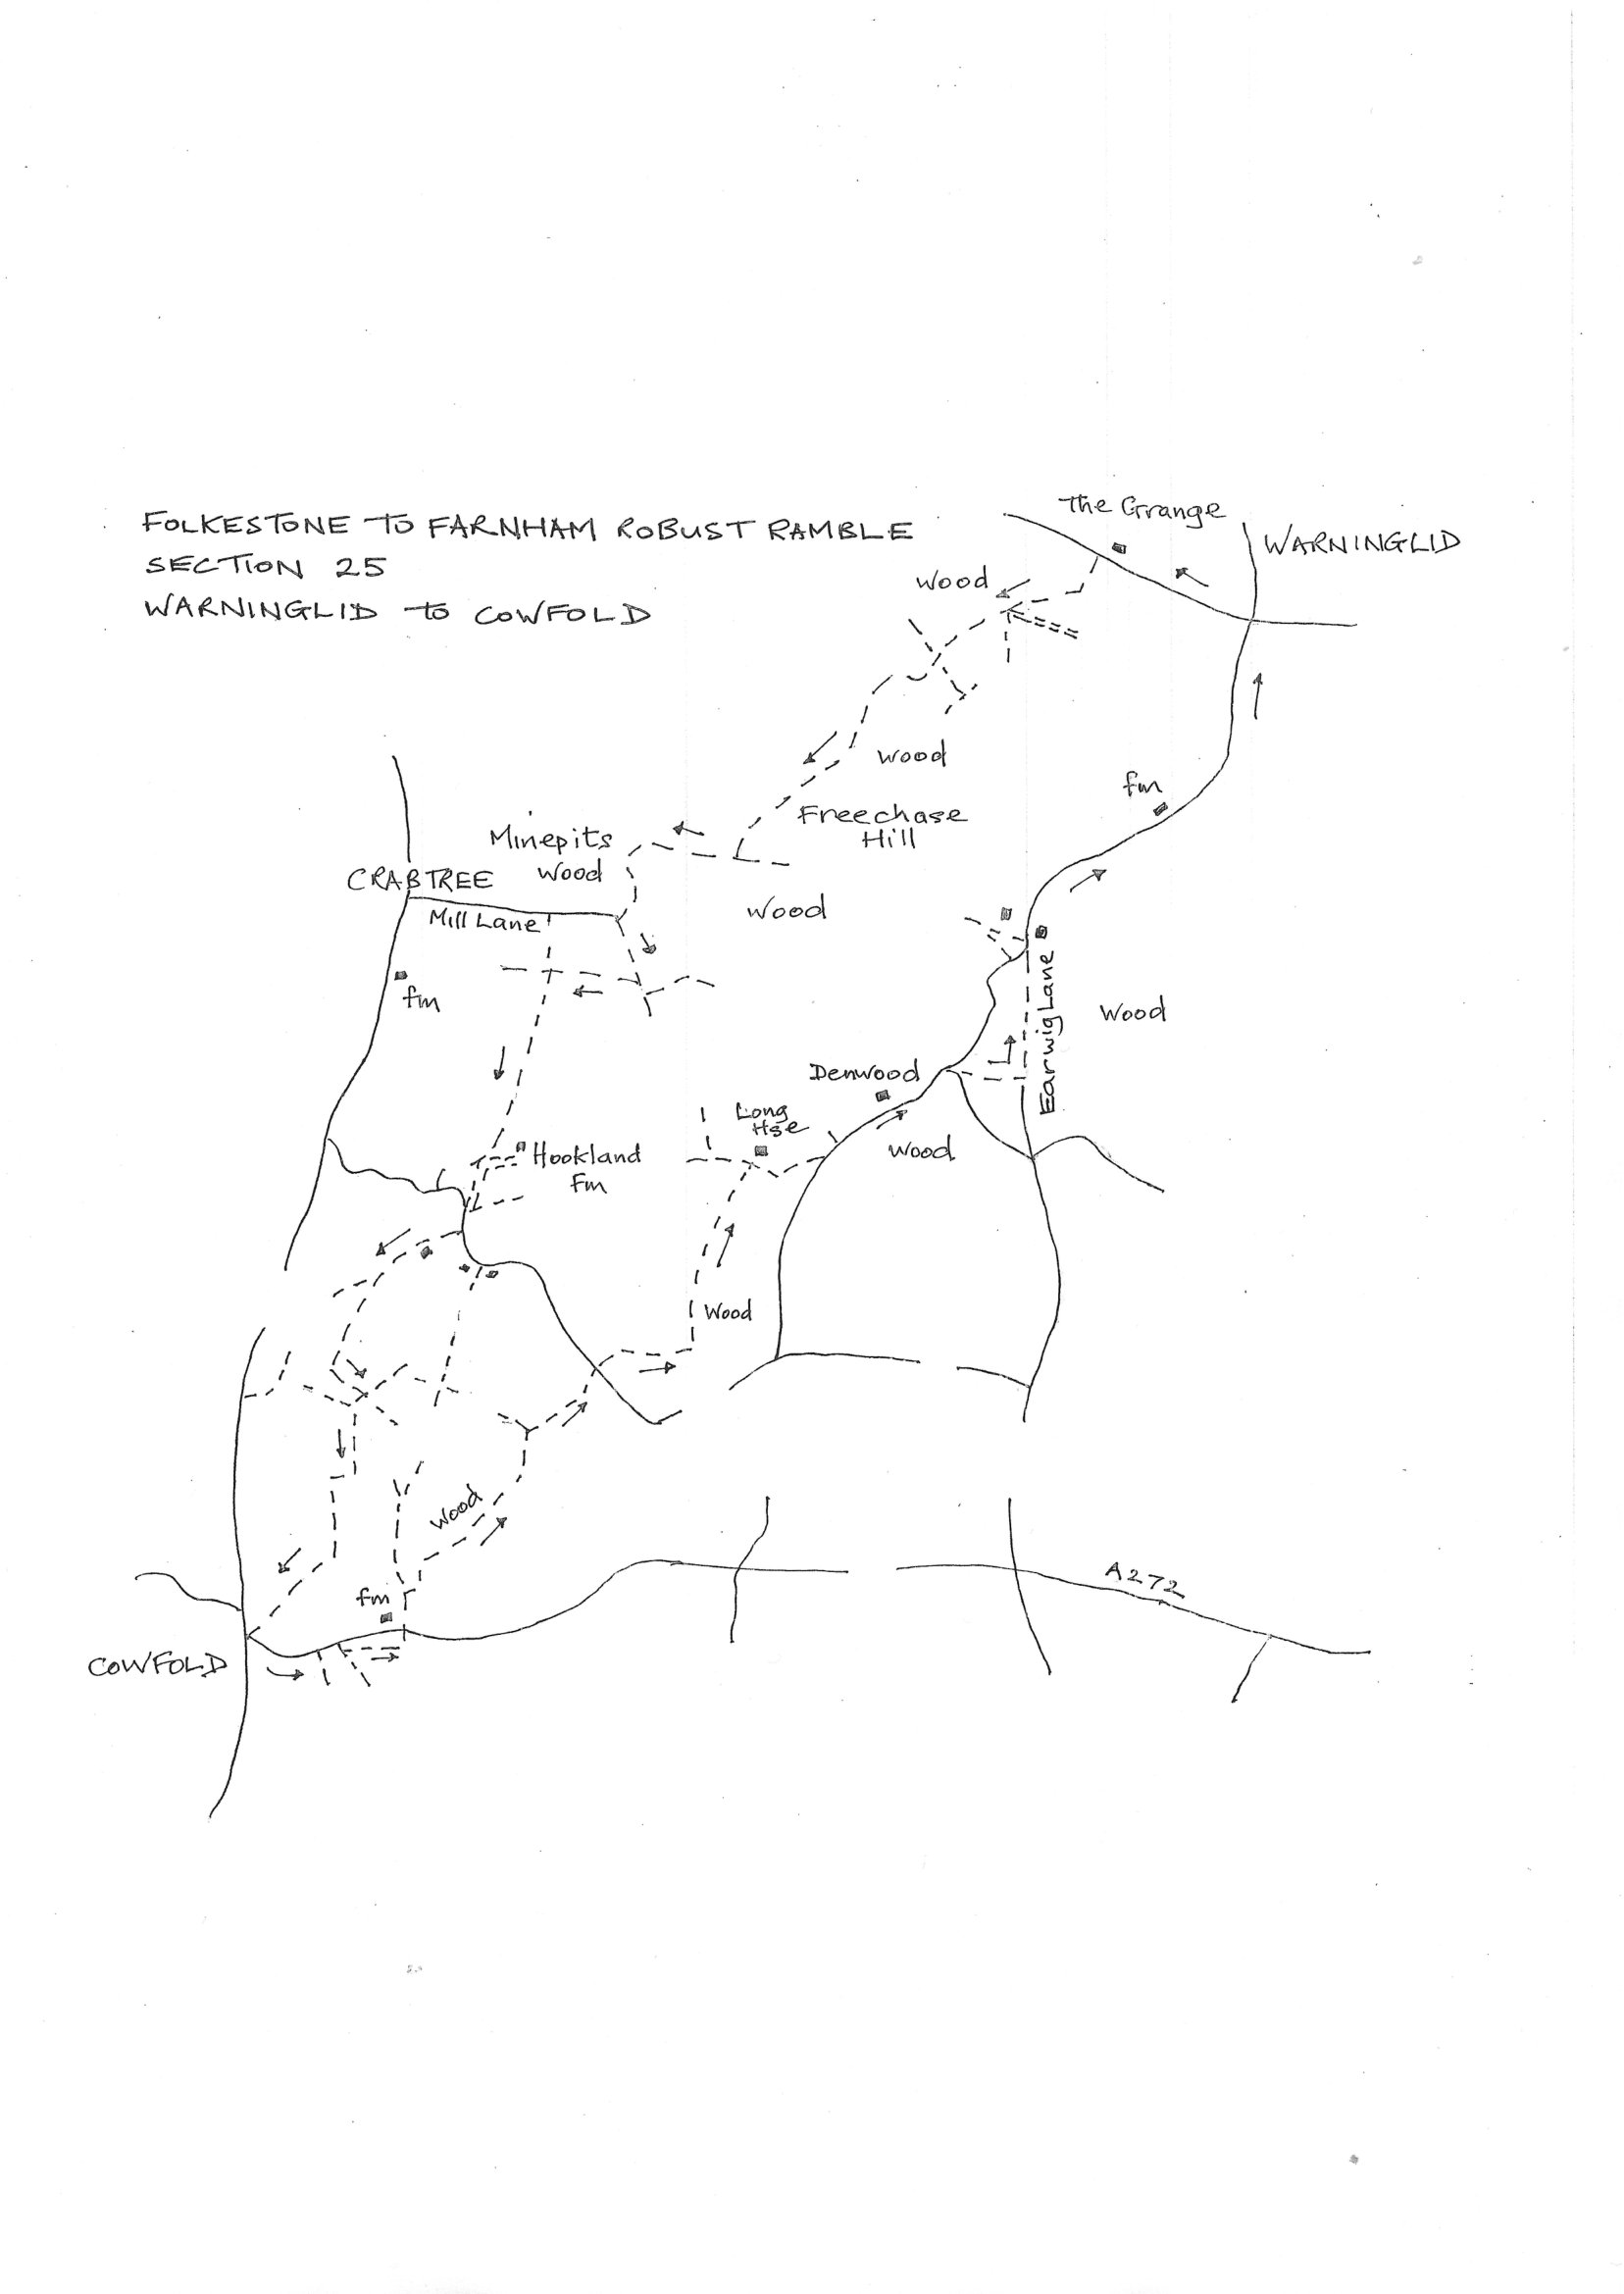 FOLKESTONE TO FARNHAM ROBUST RAMBLE
SECTION 25
WARNINGLID TO COWFOLD
The Grange
WARNINGLID
Wood
Wood
fm
Freechase
Hill
Minepits
Wood
CRABTREE
Mill Lane
Wood
fm
Earwig Lane
Wood
Denwood
Long
Hse
Wood
Hookland
Fm
Wood
Wood
fm
A272
COWFOLD